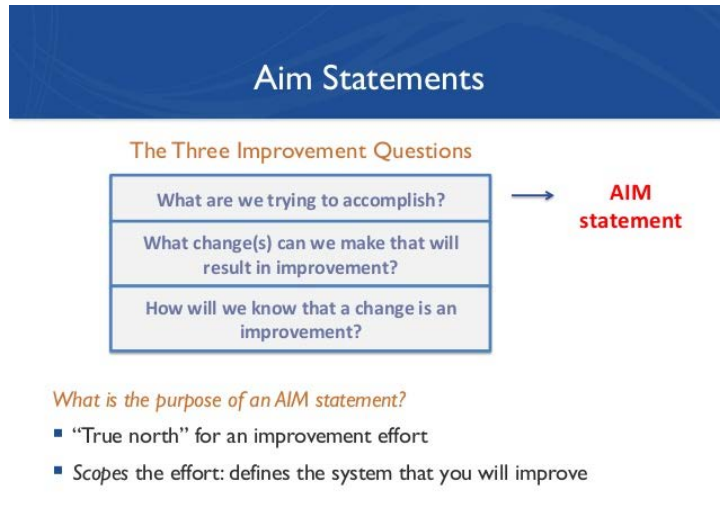 Aim Statements
The Three Improvement Questions
What are we trying to accomplish?
AIM
statement
What change(s) can we make that will
result in improvement?
How will we know that a change is an
improvement?
What is the purpose of an AIM statement?
“True north” for an improvement effort
Scopes the effort: defines the system that you will improve